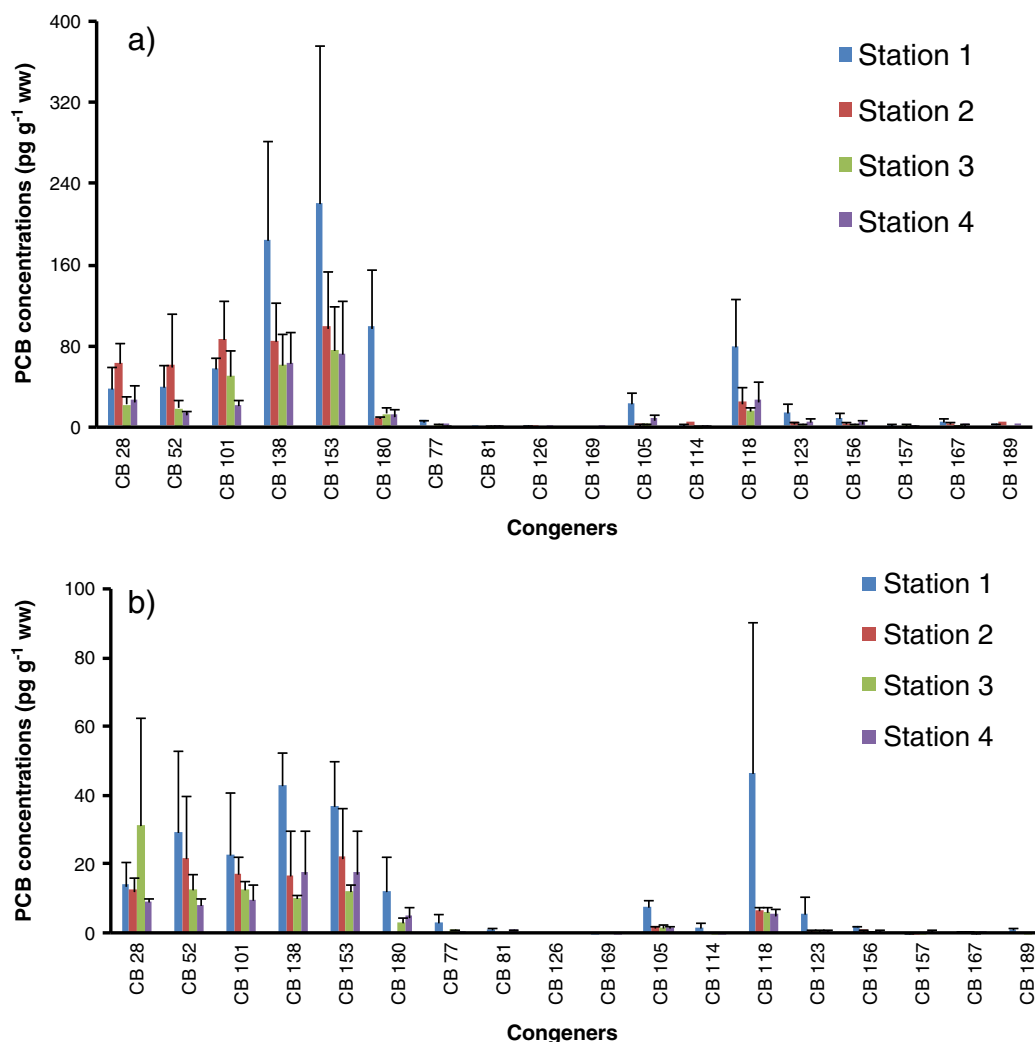 a)
PCB concentrations (pg g⁻¹ ww)
400
320
240
160
80
0
Station 1
Station 2
Station 3
Station 4
CB 28
CB 52
CB 101
CB 138
CB 153
CB 180
CB 77
CB 81
CB 126
CB 169
CB 105
CB 114
CB 118
CB 123
CB 156
CB 157
CB 167
CB 189
Congeners
b)
PCB concentrations (pg g⁻¹ ww)
100
80
60
40
20
0
Station 1
Station 2
Station 3
Station 4
CB 28
CB 52
CB 101
CB 138
CB 153
CB 180
CB 77
CB 81
CB 126
CB 169
CB 105
CB 114
CB 118
CB 123
CB 156
CB 157
CB 167
CB 189
Congeners